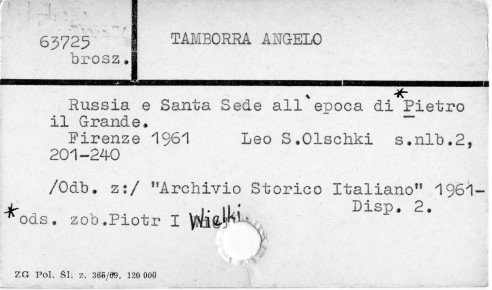 63725
brosz.
TAMBORRA ANGELO
Russia e Santa Sede all`epoca di *Pietro
il Grande.
Firenze 1961 Leo S.Olschki s.nlb.2,
201-240
/Odb. z:/ "Archivio Storico Italiano" 1961-
Disp. 2.
*ods. zob.Piotr I Wielki
ZG Pol. Śl. z. 365/69, 120 000